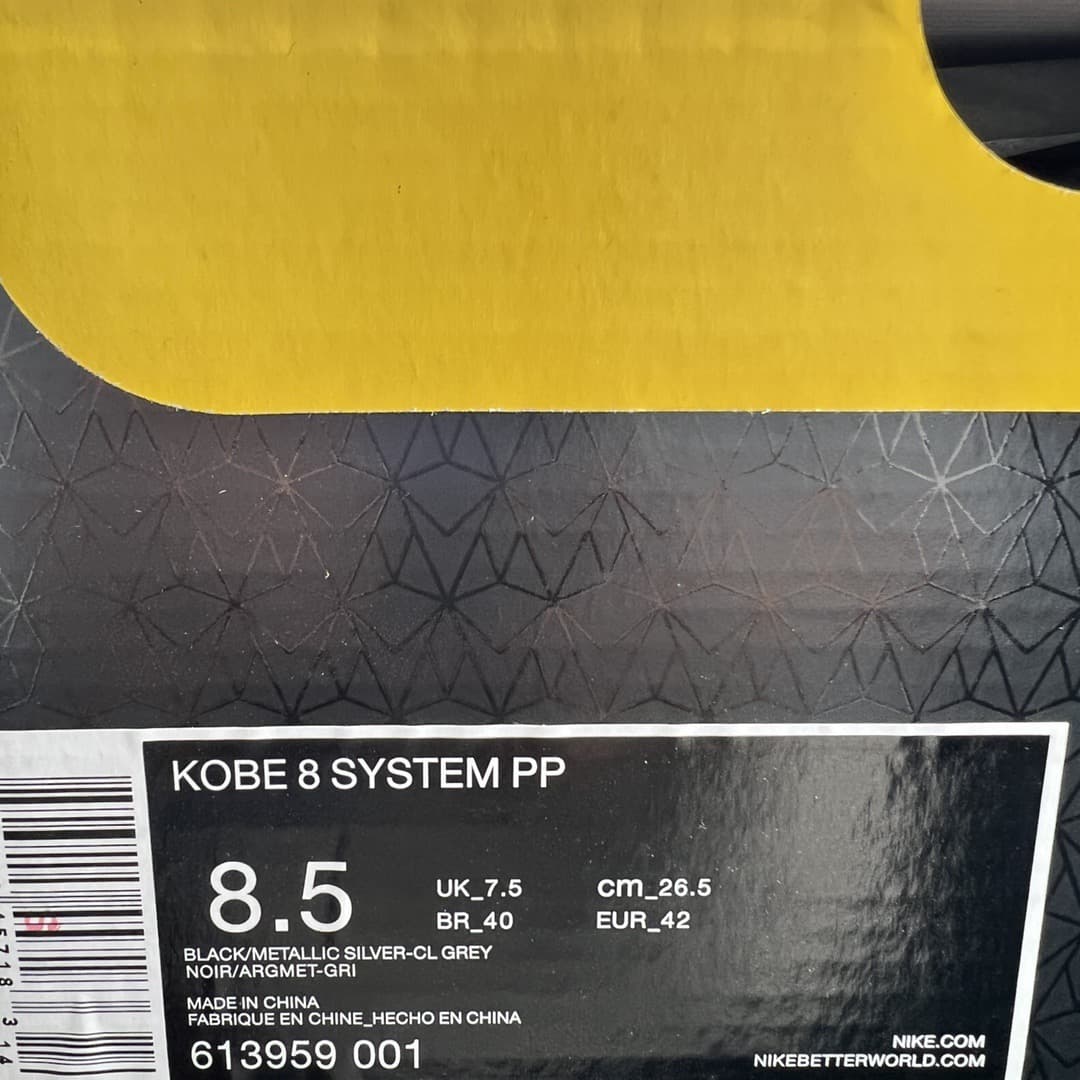 KOBE 8 SYSTEM PP
8.5
UK_7.5 cm_26.5
BR_40 EUR_42
BLACK/METALLIC SILVER-CL GREY
NOIR/ARGMET-GRI
MADE IN CHINA
FABRIQUE EN CHINE_HECHO EN CHINA
613959 001
NIKE.COM
NIKEBETTERWORLD.COM